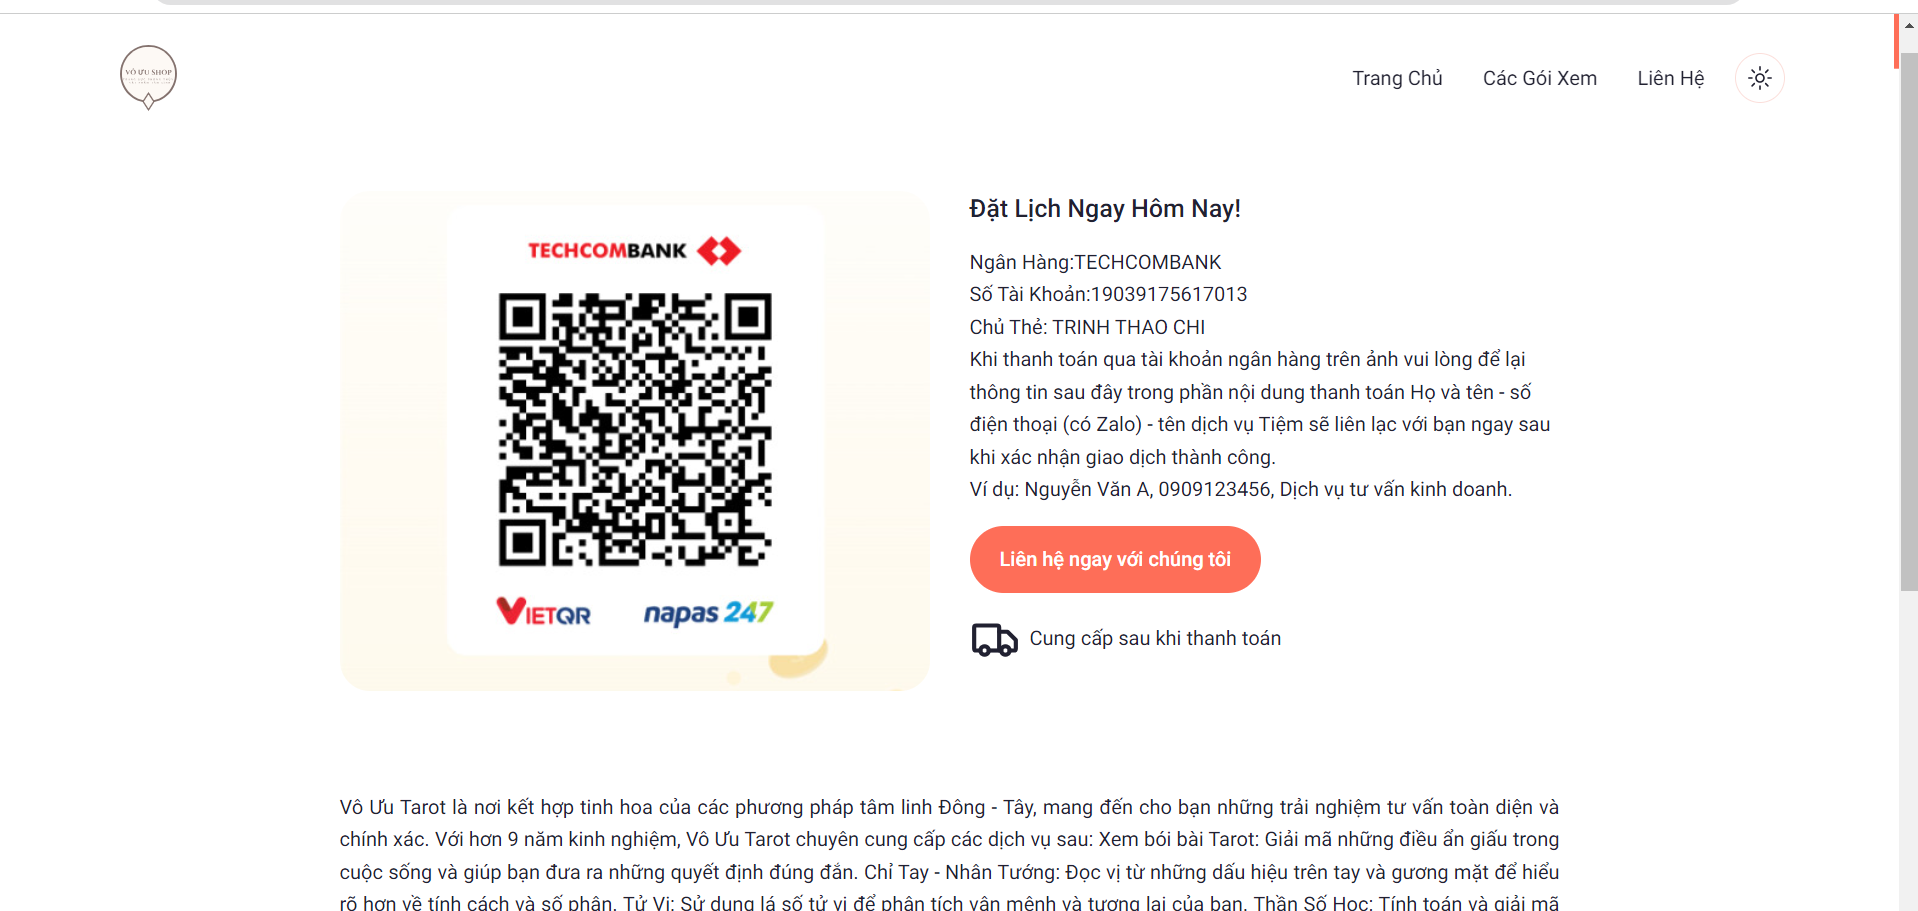 VÔ ƯU SHOP
Trang Chủ
Các Gói Xem
Liên Hệ
TECHCOMBANK
VIETQR
napas 247
Đặt Lịch Ngay Hôm Nay!
Ngân Hàng:TECHCOMBANK
Số Tài Khoản:19039175617013
Chủ Thẻ: TRINH THAO CHI
Khi thanh toán qua tài khoản ngân hàng trên ảnh vui lòng để lại
thông tin sau đây trong phần nội dung thanh toán Họ và tên - số
điện thoại (có Zalo) - tên dịch vụ Tiệm sẽ liên lạc với bạn ngay sau
khi xác nhận giao dịch thành công.
Ví dụ: Nguyễn Văn A, 0909123456, Dịch vụ tư vấn kinh doanh.
Liên hệ ngay với chúng tôi
Cung cấp sau khi thanh toán
Vô Ưu Tarot là nơi kết hợp tinh hoa của các phương pháp tâm linh Đông - Tây, mang đến cho bạn những trải nghiệm tư vấn toàn diện và
chính xác. Với hơn 9 năm kinh nghiệm, Vô Ưu Tarot chuyên cung cấp các dịch vụ sau: Xem bói bài Tarot: Giải mã những điều ẩn giấu trong
cuộc sống và giúp bạn đưa ra những quyết định đúng đắn. Chỉ Tay - Nhân Tướng: Đọc vị từ những dấu hiệu trên tay và gương mặt để hiểu
rõ hơn về tính cách và số phận. Tử Vi: Sử dụng lá số tử vi để phân tích vận mệnh và tương lai của bạn. Thần Số Học: Tính toán và giải mã